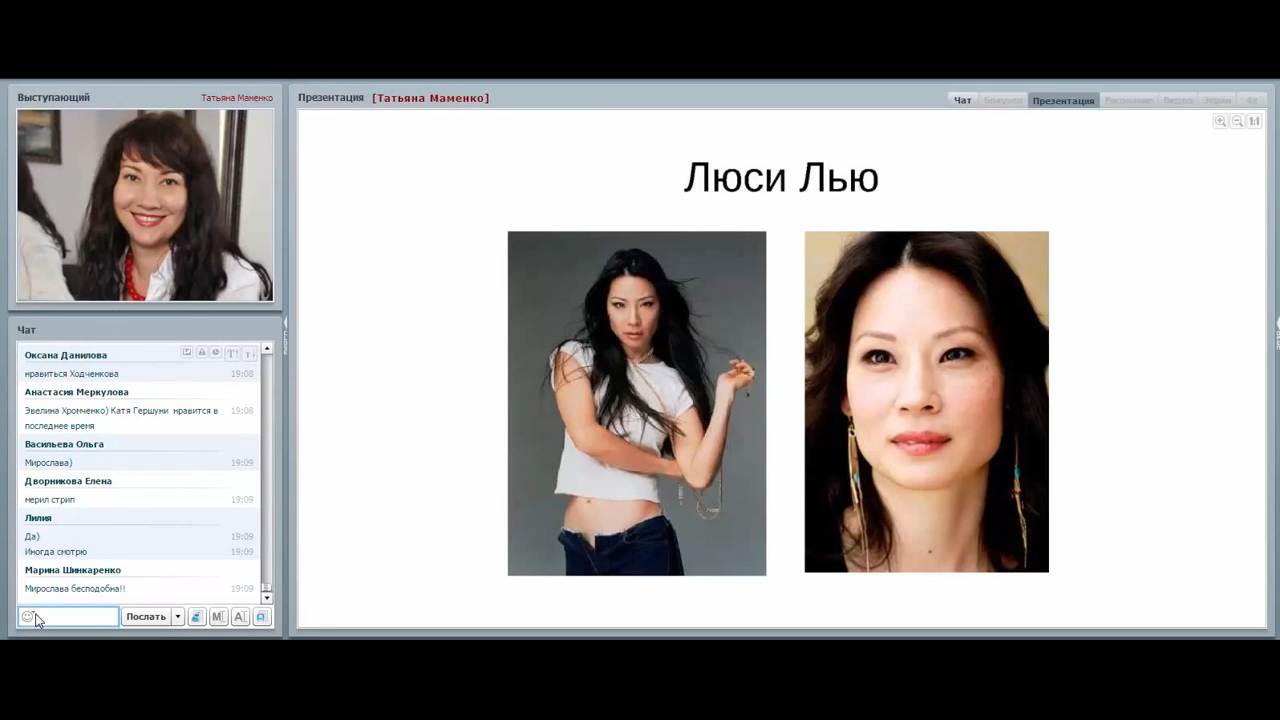 Выступающий
Татьяна Маменко
Презентация [Татьяна Маменко]
Чат
Презентация
1:1
Люси Лью
Чат
Оксана Данилова
нравиться Ходченкова 19:08
Анастасия Меркулова
Эвелина Хромченко) Катя Гершуни нравится в 19:08
последнее время
Васильева Ольга
Мирослава) 19:09
Дворникова Елена
мерил стрип 19:09
Лилия
Да) 19:09
Иногда смотрю 19:09
Марина Шинкаренко
Мирослава бесподобна!! 19:09
Послать